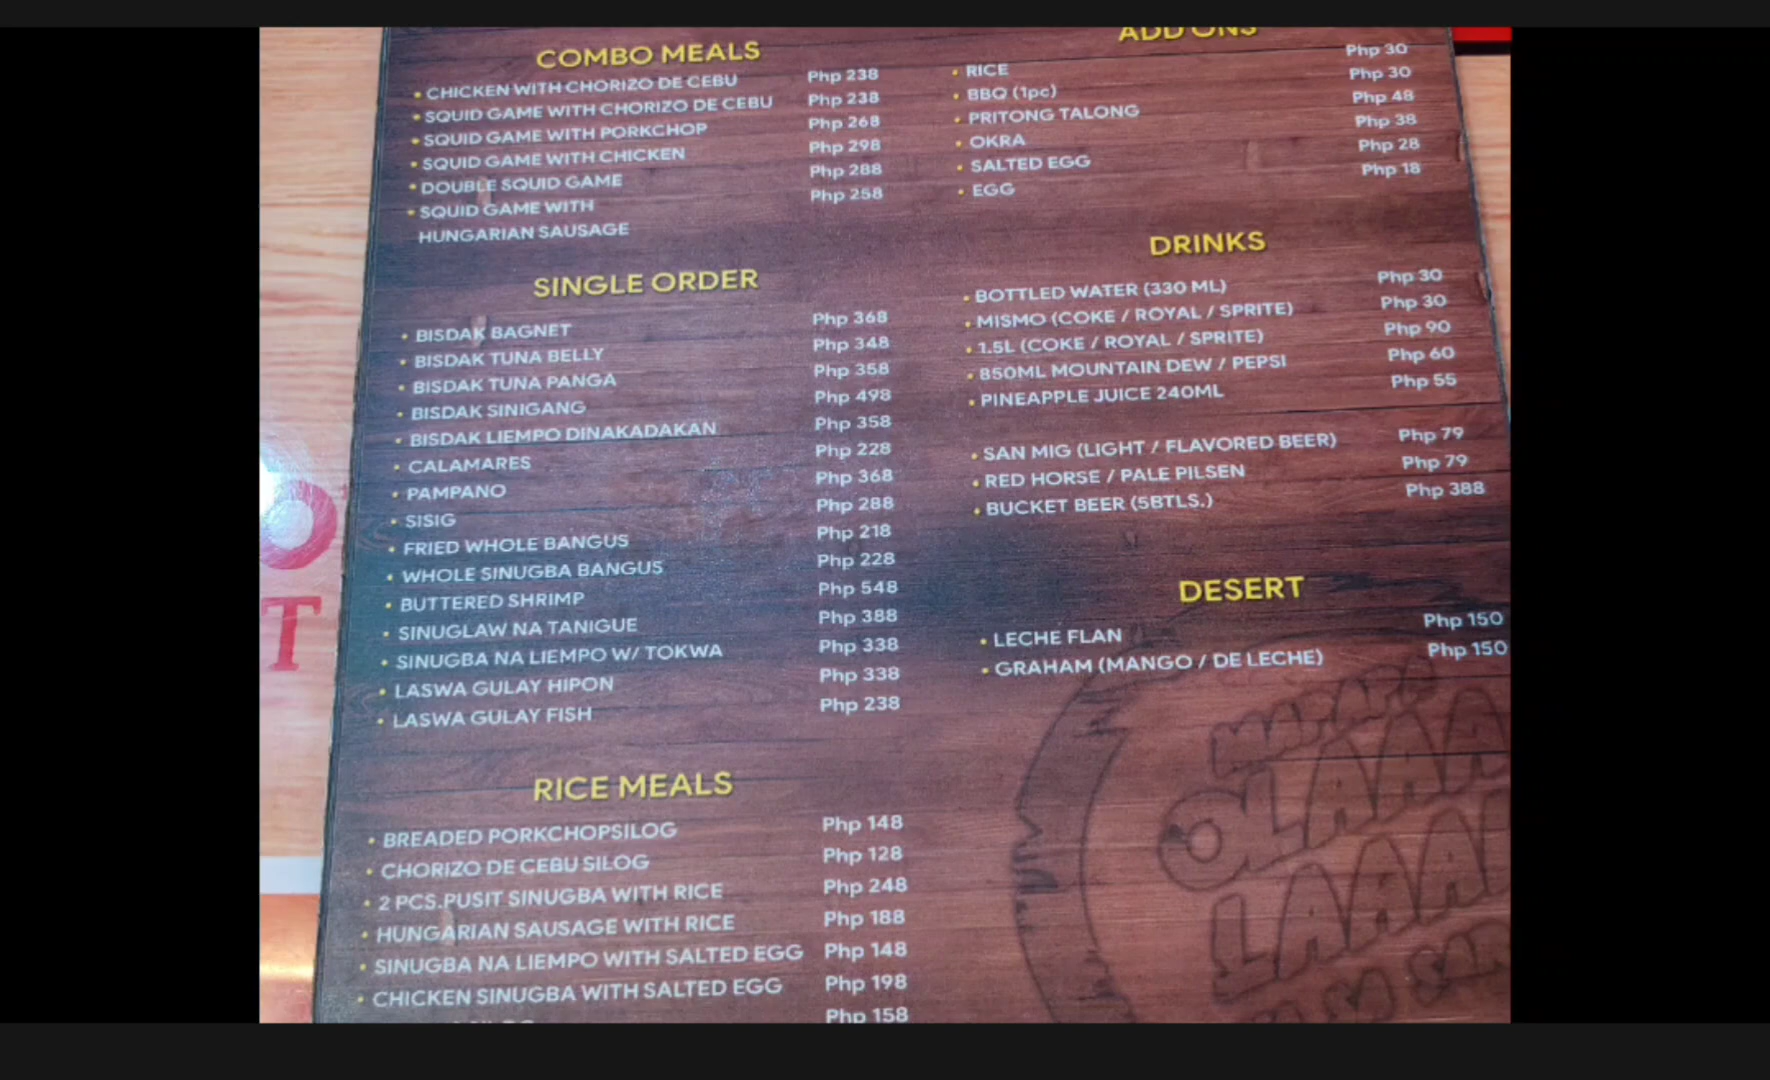 COMBO MEALS
• CHICKEN WITH CHORIZO DE CEBU Php 238
• SQUID GAME WITH CHORIZO DE CEBU Php 238
• SQUID GAME WITH PORKCHOP Php 268
• SQUID GAME WITH CHICKEN Php 298
• DOUBLE SQUID GAME Php 288
• SQUID GAME WITH Php 258
HUNGARIAN SAUSAGE
SINGLE ORDER
• BISDAK BAGNET Php 368
• BISDAK TUNA BELLY Php 348
• BISDAK TUNA PANGA Php 358
• BISDAK SINIGANG Php 498
• BISDAK LIEMPO DINAKADAKAN Php 358
• CALAMARES Php 228
• PAMPANO Php 368
• SISIG Php 288
• FRIED WHOLE BANGUS Php 218
• WHOLE SINUGBA BANGUS Php 228
• BUTTERED SHRIMP Php 548
• SINUGLAW NA TANIGUE Php 388
• SINUGBA NA LIEMPO W/ TOKWA Php 338
• LASWA GULAY HIPON Php 338
• LASWA GULAY FISH Php 238
RICE MEALS
• BREADED PORKCHOPSILOG Php 148
• CHORIZO DE CEBU SILOG Php 128
• 2 PCS.PUSIT SINUGBA WITH RICE Php 248
• HUNGARIAN SAUSAGE WITH RICE Php 188
• SINUGBA NA LIEMPO WITH SALTED EGG Php 148
• CHICKEN SINUGBA WITH SALTED EGG Php 198
Php 158
ADD ONS
• RICE Php 30
• BBQ (1pc) Php 30
• PRITONG TALONG Php 48
• OKRA Php 38
• SALTED EGG Php 28
• EGG Php 18
DRINKS
• BOTTLED WATER (330 ML) Php 30
• MISMO (COKE / ROYAL / SPRITE) Php 30
• 1.5L (COKE / ROYAL / SPRITE) Php 90
• 850ML MOUNTAIN DEW / PEPSI Php 60
• PINEAPPLE JUICE 240ML Php 55
• SAN MIG (LIGHT / FLAVORED BEER) Php 79
• RED HORSE / PALE PILSEN Php 79
• BUCKET BEER (5BTLS.) Php 388
DESERT
• LECHE FLAN Php 150
• GRAHAM (MANGO / DE LECHE) Php 150
OLAAA
LAAAA
O
T